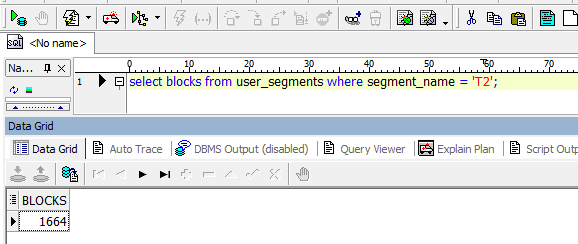 SQL <No name>
0 10 20 30 40 50 60 70
Na...
1 select blocks from user_segments where segment_name = 'T2';
Data Grid
Data Grid Auto Trace DBMS Output (disabled) Query Viewer Explain Plan Script Outp
BLOCKS
1664